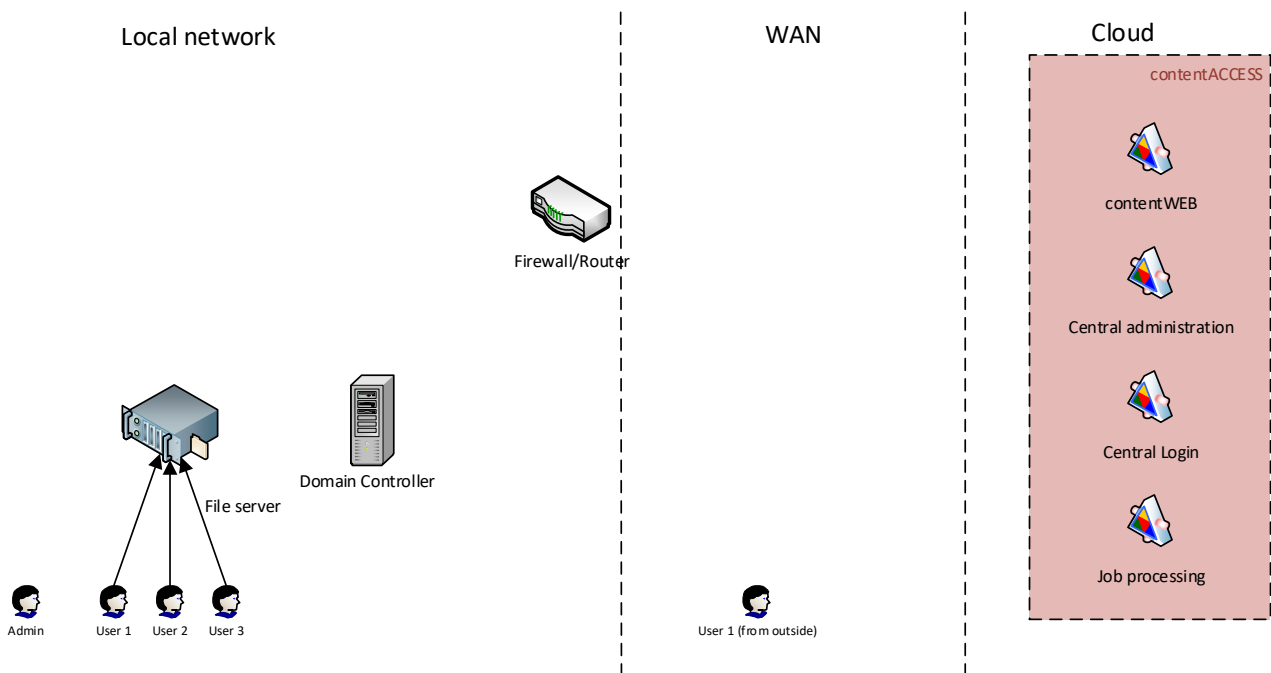 Local network
WAN
Cloud
contentACCESS
contentWEB
Firewall/Router
Central administration
Central Login
Domain Controller
File server
Job processing
Admin
User 1
User 2
User 3
User 1 (from outside)